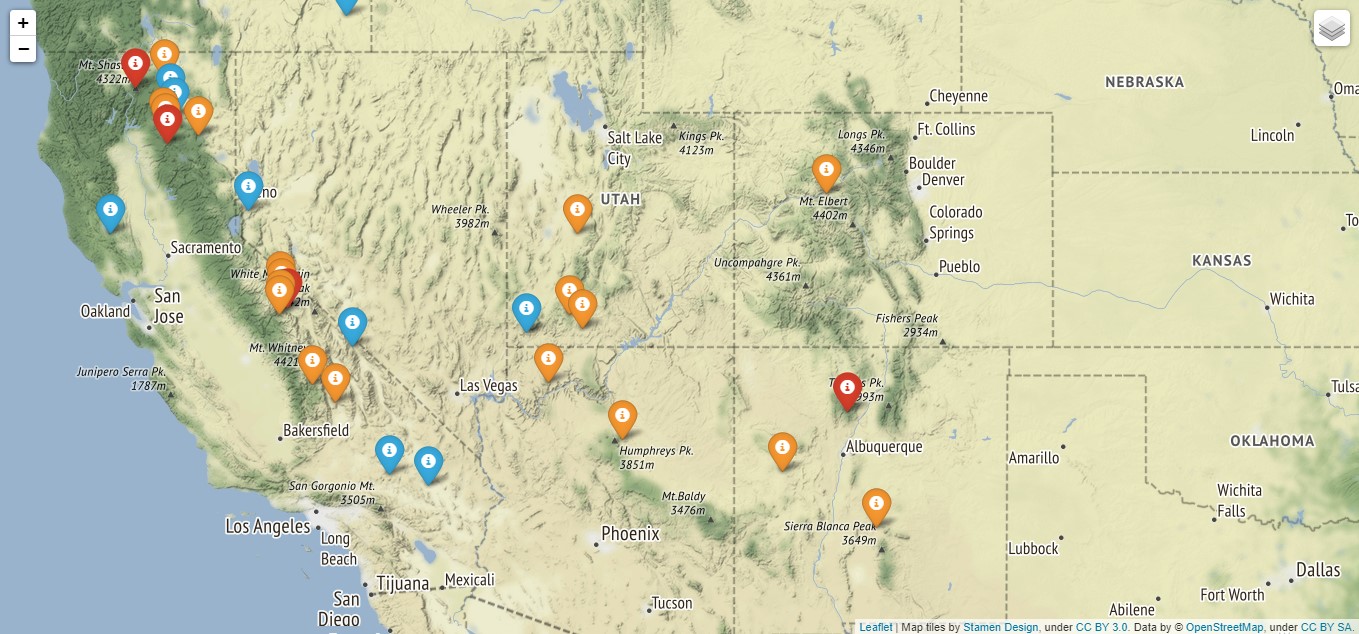 +
−
Mt. Shas
4322m
Cheyenne
NEBRASKA
Oma
Lincoln
Salt Lake
City
Kings Pk.
4123m
Longs Pk.
4346m
Ft. Collins
Boulder
Denver
eno
UTAH
Mt. Elbert
4402m
Wheeler Pk.
3982m
Colorado
Springs
To
Sacramento
White M
in
ak
2m
Uncompahgre Pk.
4361m
Pueblo
KANSAS
San
Jose
Oakland
Wichita
Fishers Peak
2934m
Mt. Whitney
4421
Junipero Serra Pk.
1787m
Las Vegas
T
s Pk.
993m
Tulsa
Bakersfield
Humphreys Pk.
3851m
Albuquerque
Amarillo
OKLAHOMA
San Gorgonio Mt.
3505m
Mt.Baldy
3476m
Wichita
Falls
Los Angeles
Long
Beach
Phoenix
Sierra Blanca Peak
3649m
Lubbock
Tijuana
Mexicali
Dallas
Fort Worth
San
Diego
Tucson
Abilene
Leaflet | Map tiles by Stamen Design, under CC BY 3.0. Data by © OpenStreetMap, under CC BY SA.